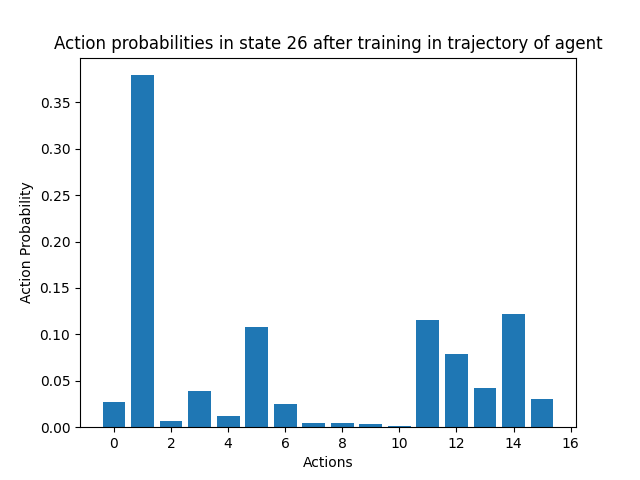 Action probabilities in state 26 after training in trajectory of agent
0.35
0.30
0.25
0.20
0.15
0.10
0.05
0.00
Action Probability
0 2 4 6 8 10 12 14 16
Actions